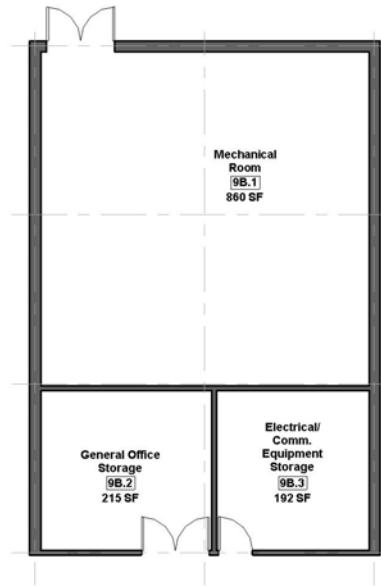 Mechanical
Room
9B.1
860 SF
General Office
Storage
9B.2
215 SF
Electrical/
Comm.
Equipment
Storage
9B.3
192 SF